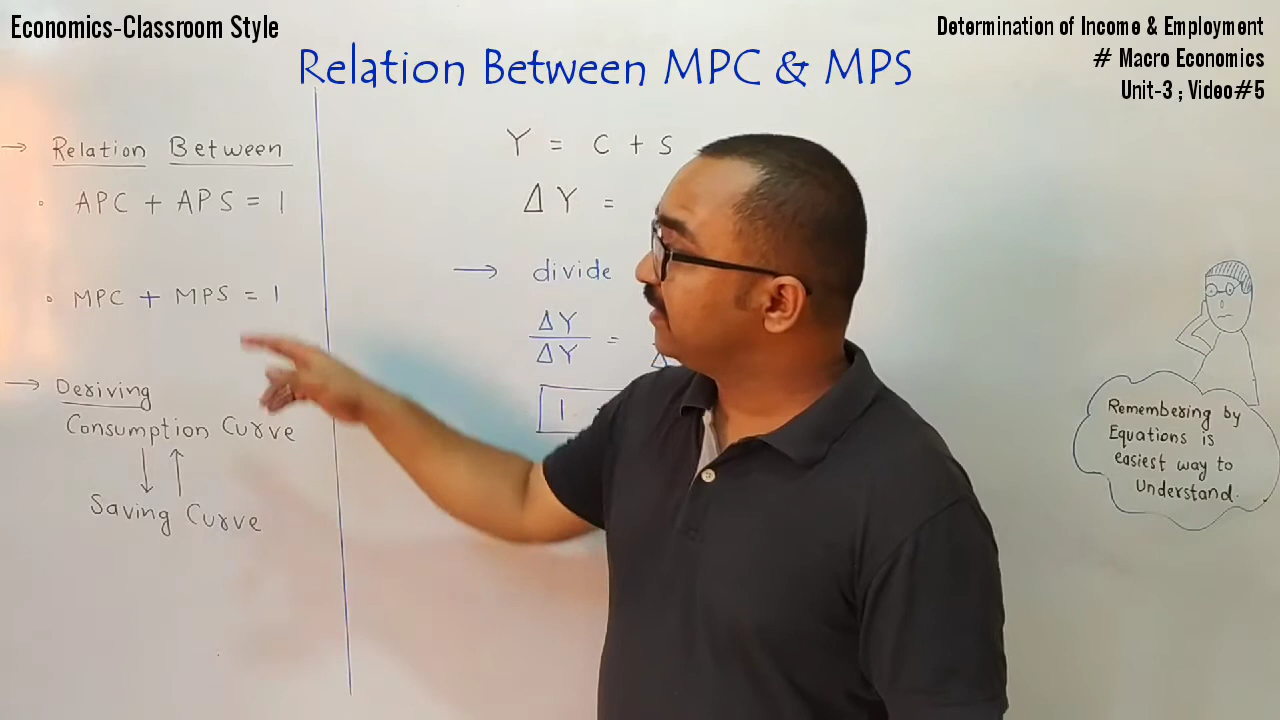 Economics-Classroom Style
Determination of Income & Employment
# Macro Economics
Unit-3 ; Video#5
Relation Between MPC & MPS
→ Relation Between
• APC + APS = 1
• MPC + MPS = 1
→ Deriving
Consumption Curve
↓ ↑
Saving Curve
Y = C + S
Δ Y =
→ divide
ΔY / ΔY = Δ
1
Remembering by
Equations is
easiest way to
Understand.